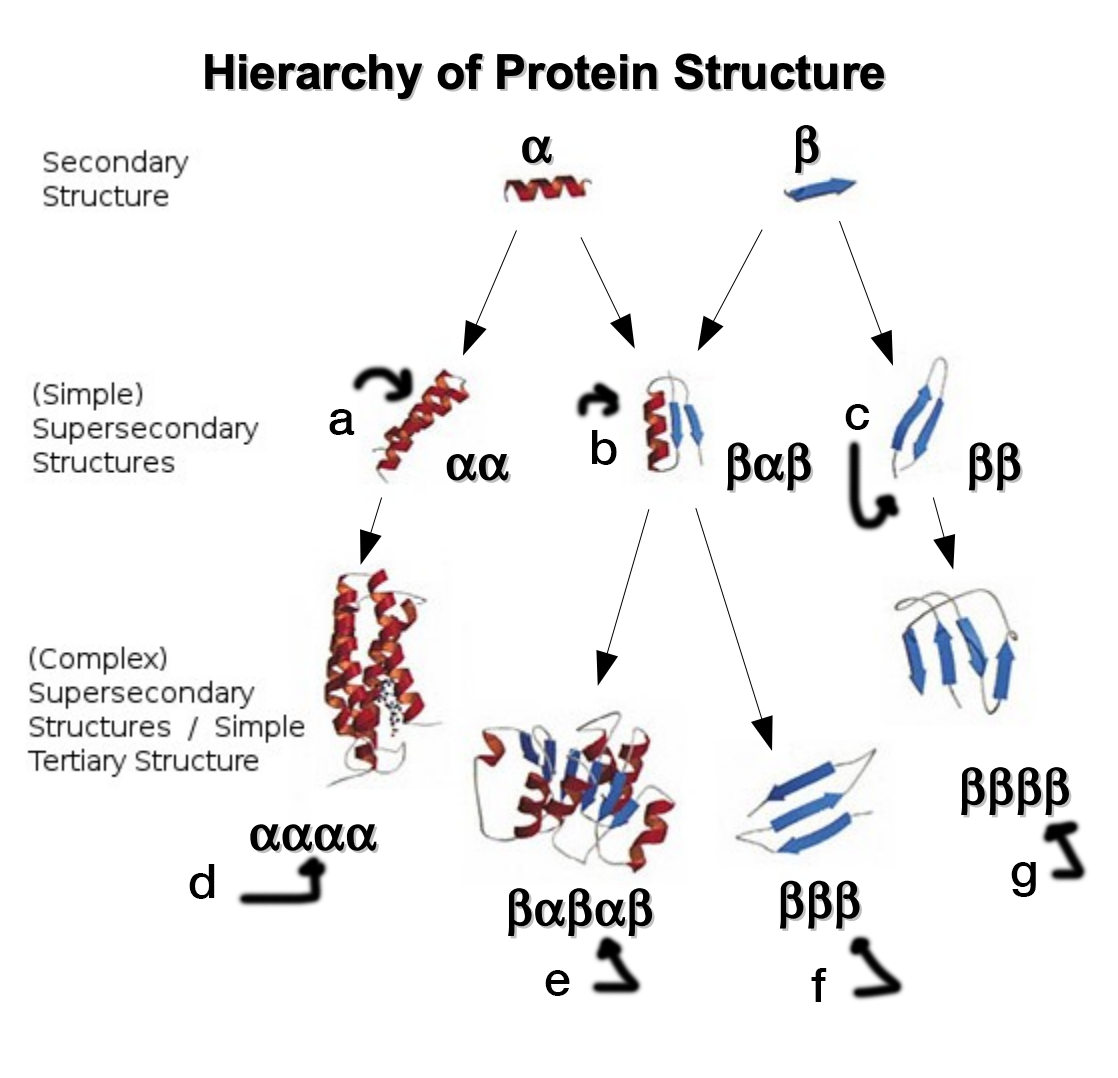 Hierarchy of Protein Structure
α
β
Secondary
Structure
(Simple)
Supersecondary
Structures
a
αα
b
βαβ
c
ββ
(Complex)
Supersecondary
Structures / Simple
Tertiary Structure
αααα
d
βαβαβ
e
βββ
f
ββββ
g